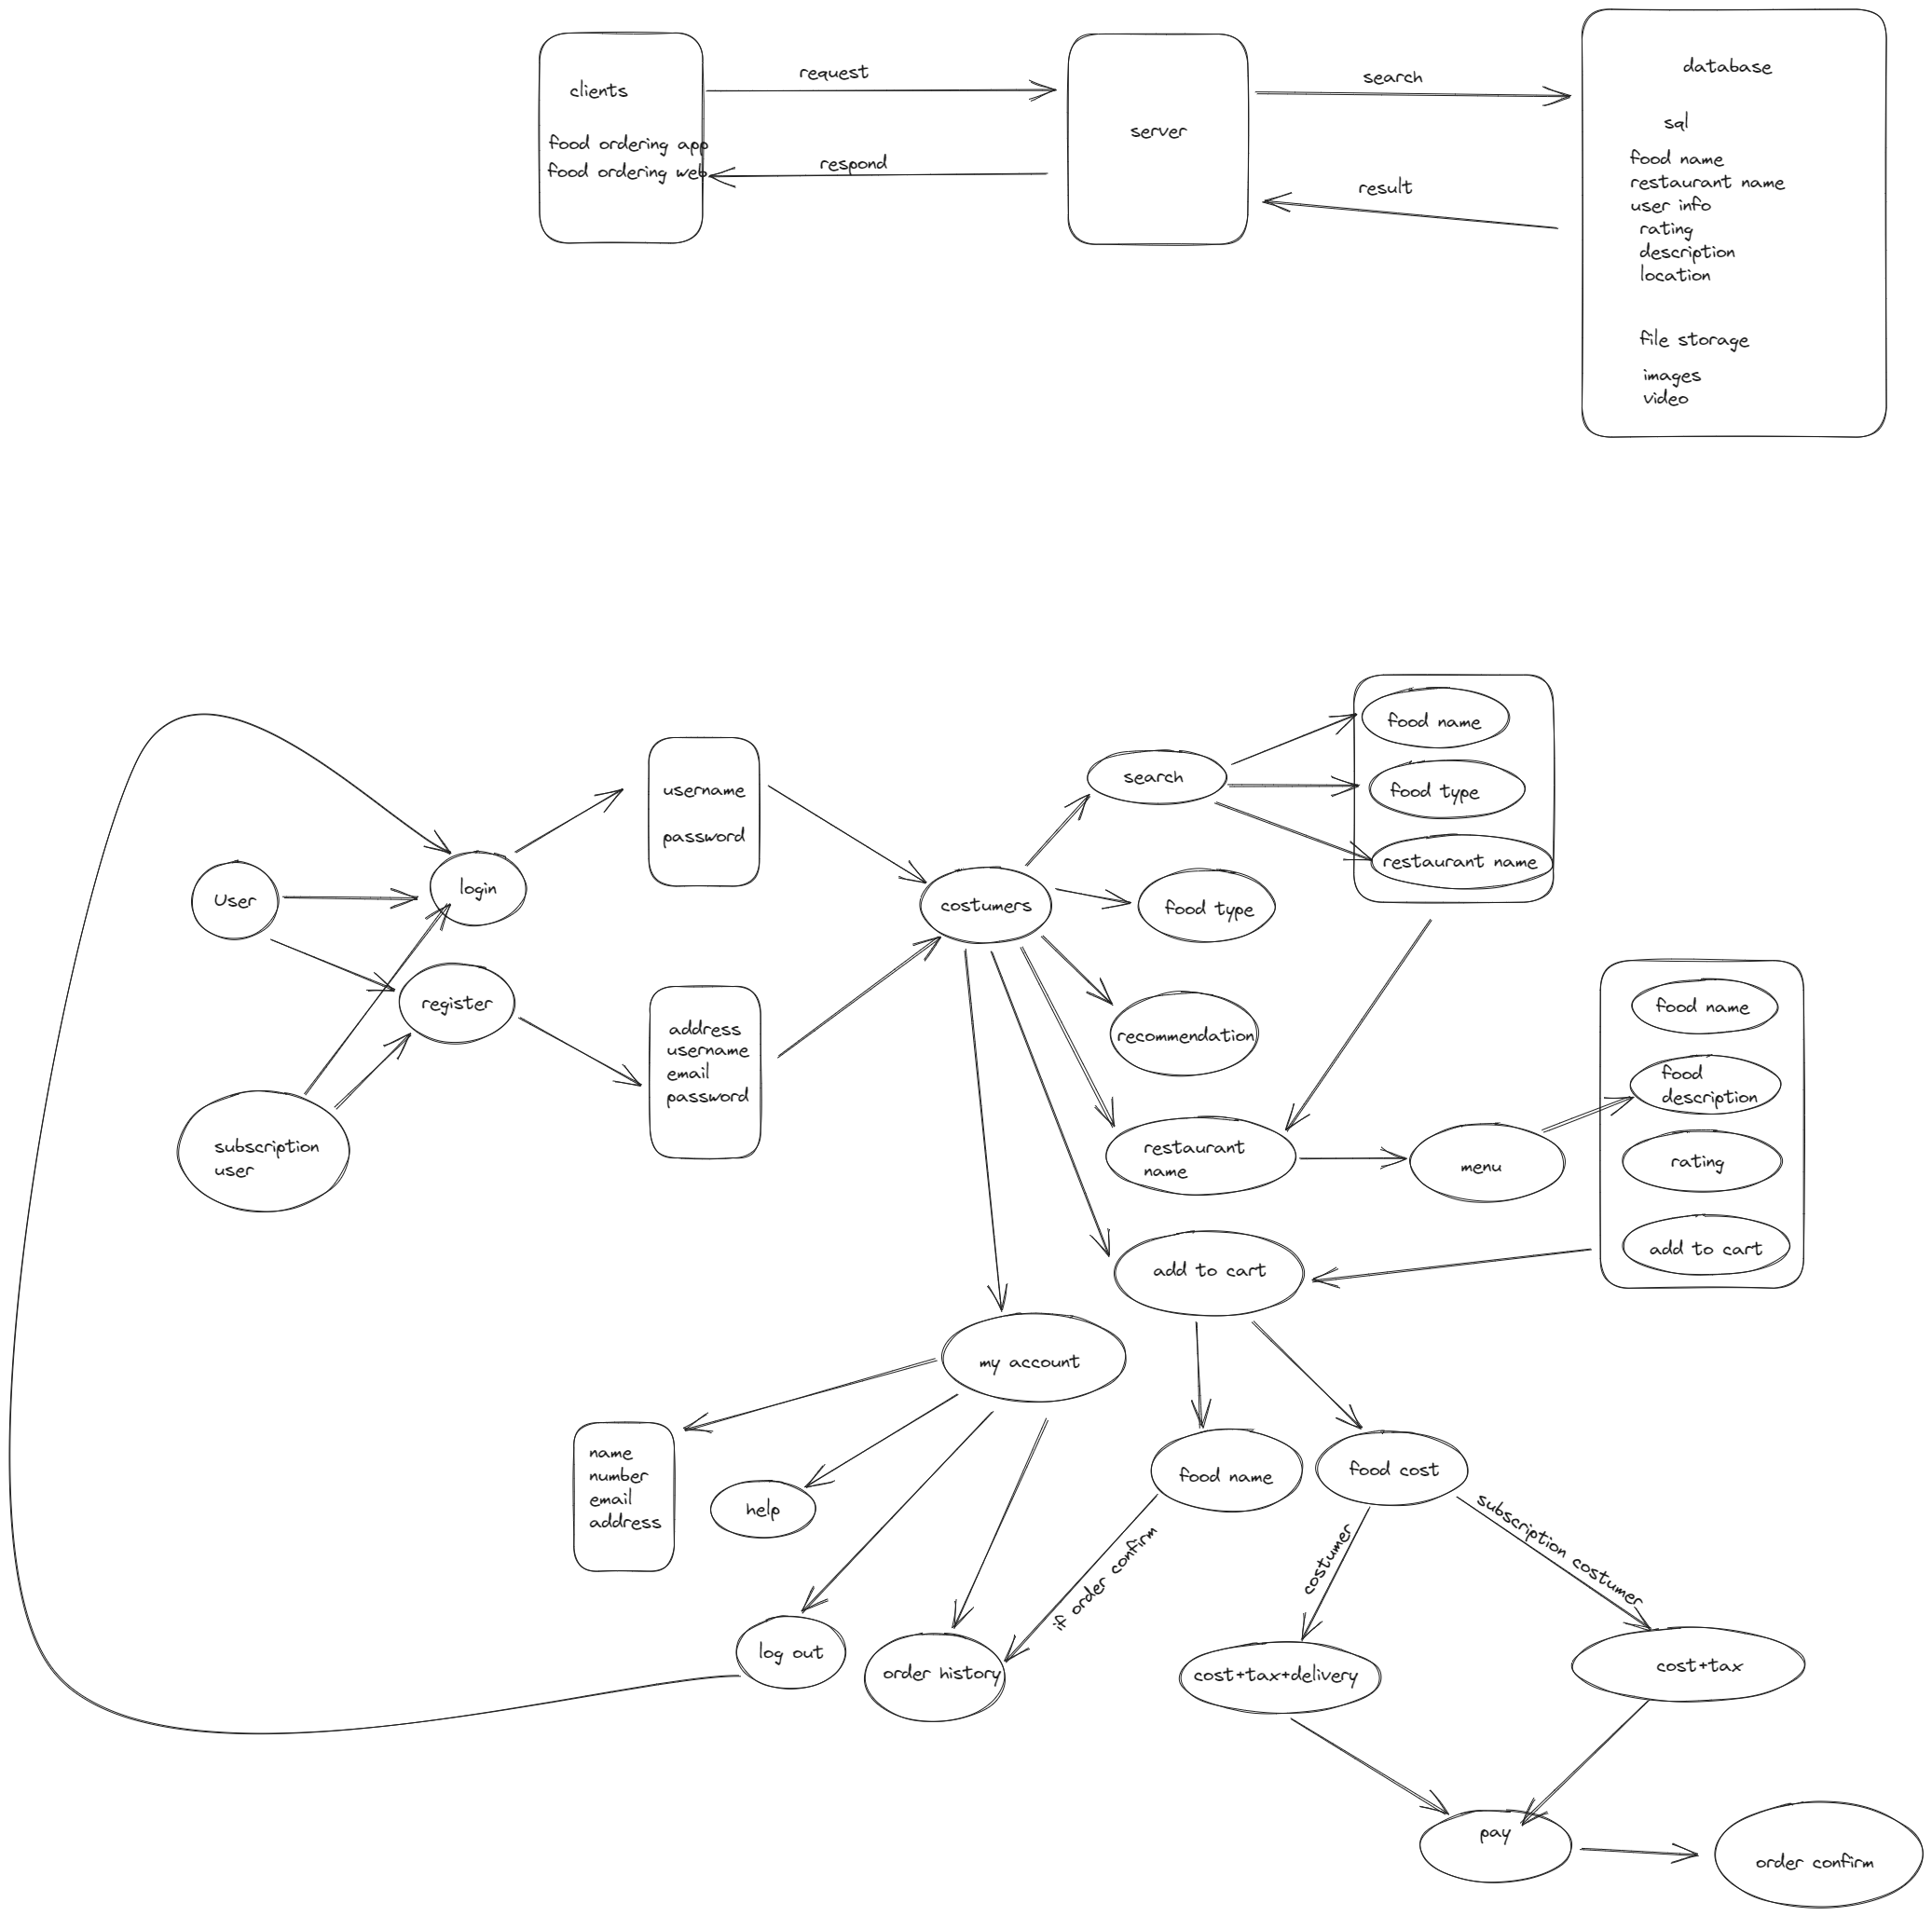 clients
food ordering app
food ordering web
request
respond
server
search
result
database
sql
food name
restaurant name
user info
rating
description
location
file storage
images
video
User
login
register
subscription
user
username
password
address
username
email
password
costumers
search
food name
food type
restaurant name
food type
recommendation
restaurant
name
menu
food name
food
description
rating
add to cart
add to cart
my account
name
number
email
address
help
log out
order history
food name
food cost
if order confirm
costumer
subscription costumer
cost+tax+delivery
cost+tax
pay
order confirm